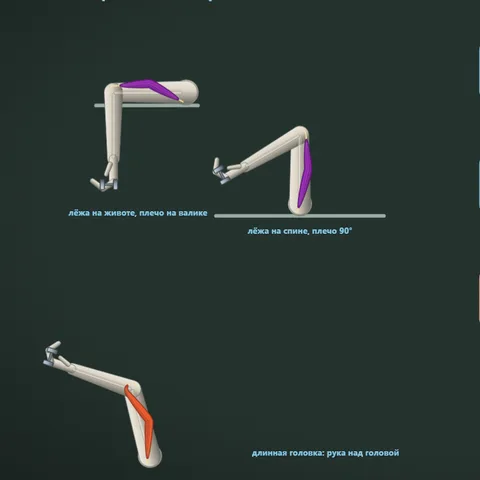 лёжа на животе, плечо на валике
лёжа на спине, плечо 90°
длинная головка: рука над головой